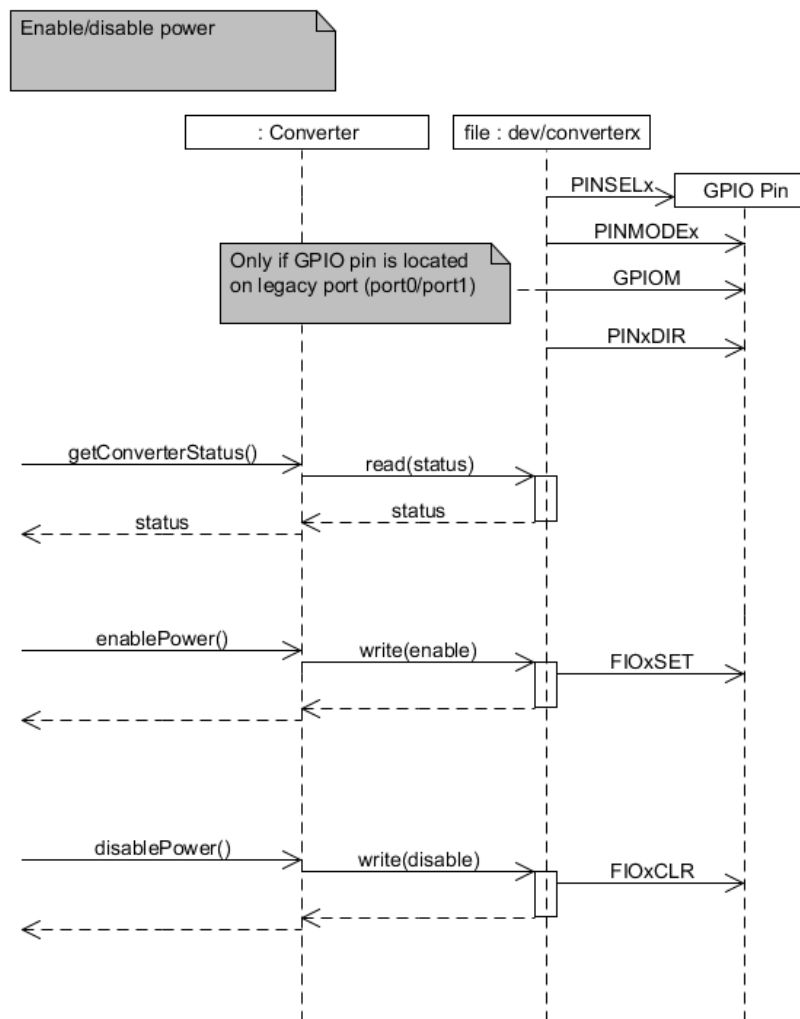 Enable/disable power
: Converter
file : dev/converterx
PINSELx
GPIO Pin
PINMODEx
Only if GPIO pin is located
on legacy port (port0/port1)
GPIOM
PINxDIR
getConverterStatus()
read(status)
status
status
enablePower()
write(enable)
FIOxSET
disablePower()
write(disable)
FIOxCLR